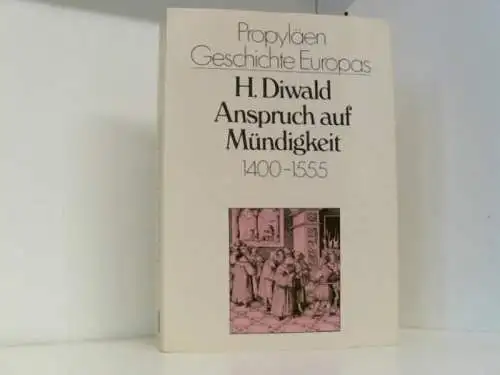 Propyläen
Geschichte Europas
H. Diwald
Anspruch auf
Mündigkeit
1400–1555